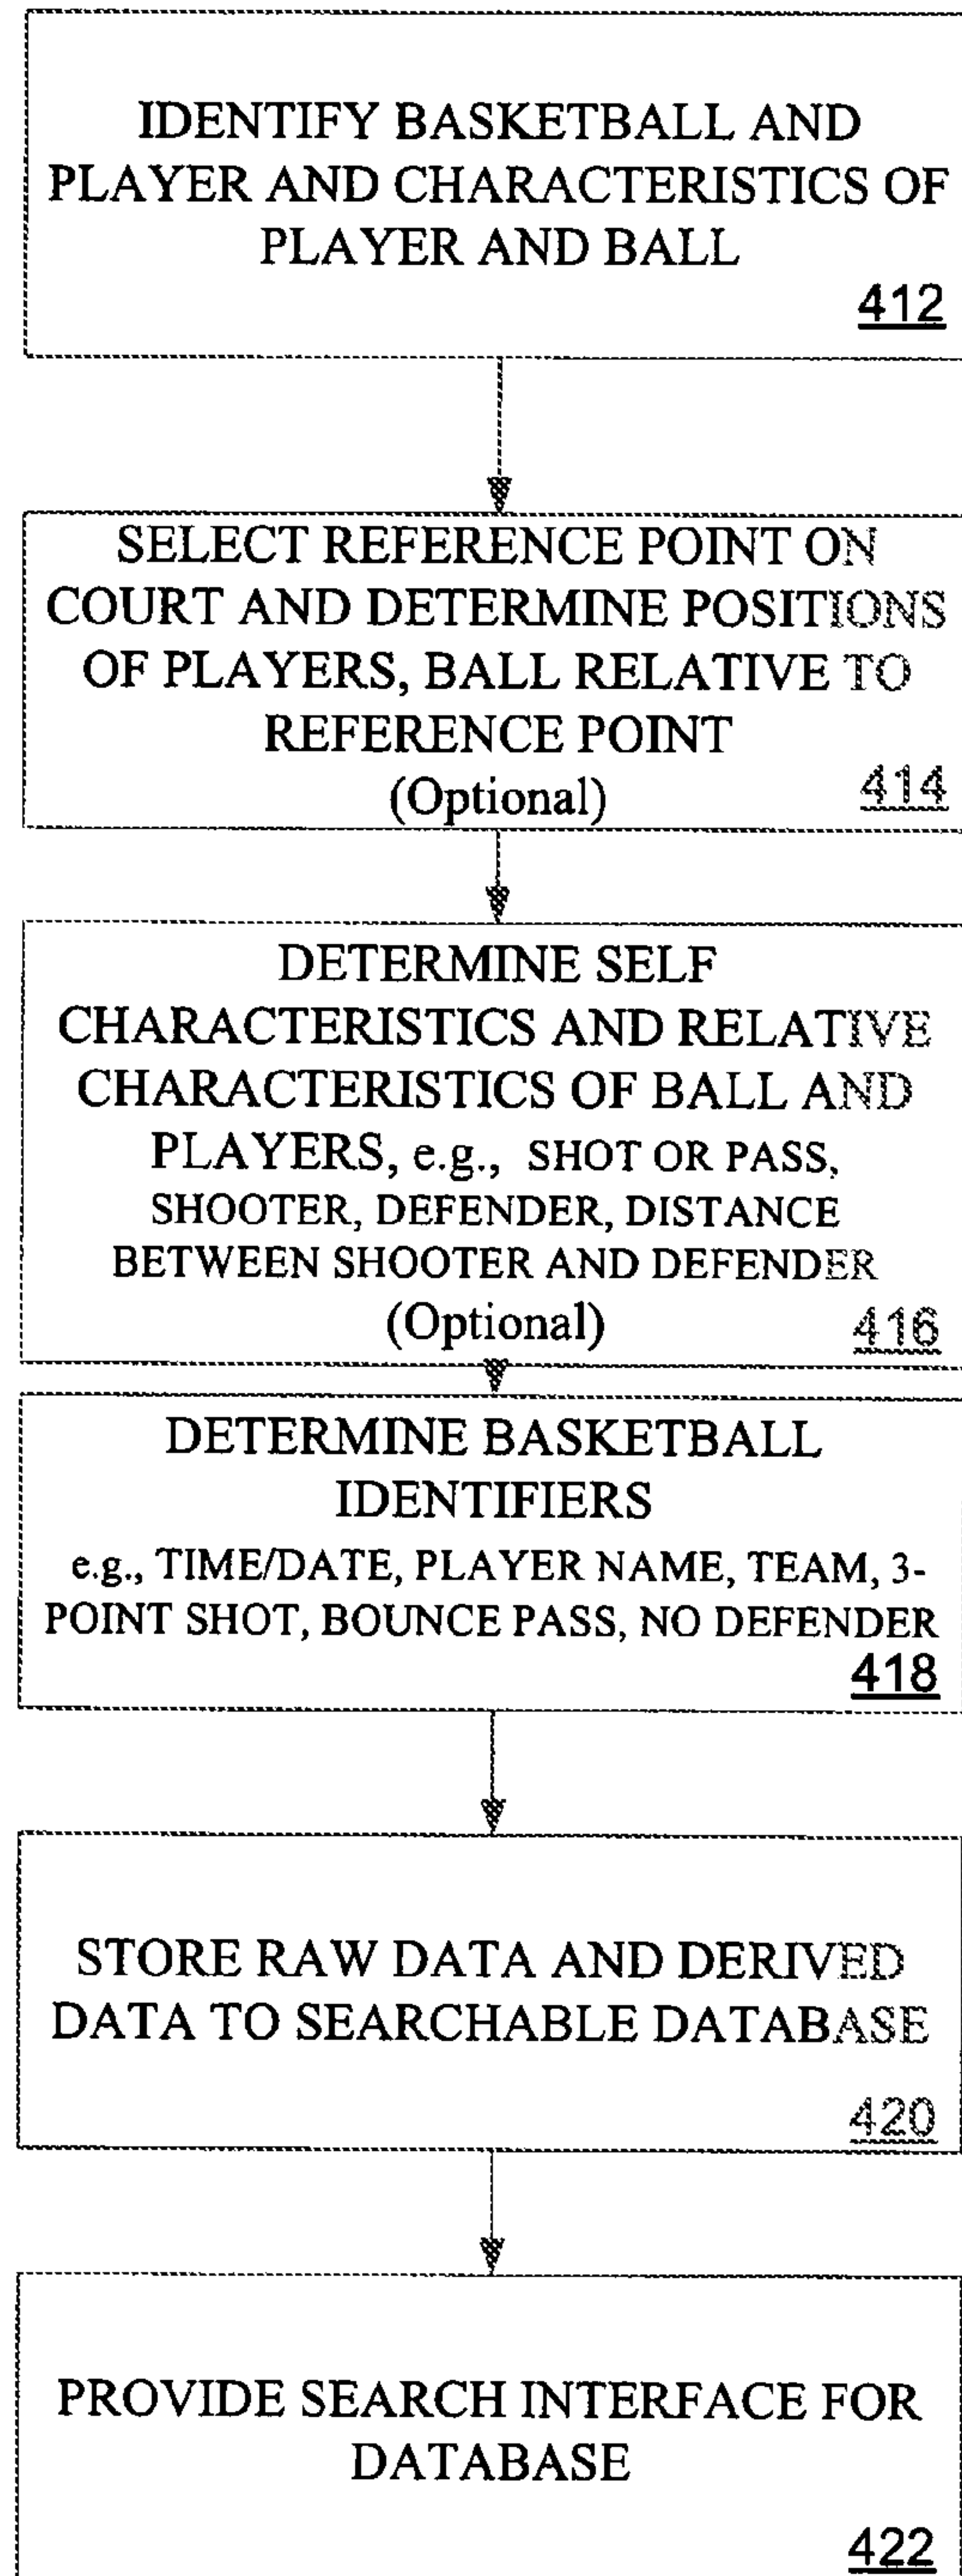 IDENTIFY BASKETBALL AND
PLAYER AND CHARACTERISTICS OF
PLAYER AND BALL
412
SELECT REFERENCE POINT ON
COURT AND DETERMINE POSITIONS
OF PLAYERS, BALL RELATIVE TO
REFERENCE POINT
(Optional)
414
DETERMINE SELF
CHARACTERISTICS AND RELATIVE
CHARACTERISTICS OF BALL AND
PLAYERS, e.g., SHOT OR PASS,
SHOOTER, DEFENDER, DISTANCE
BETWEEN SHOOTER AND DEFENDER
(Optional)
416
DETERMINE BASKETBALL
IDENTIFIERS
e.g., TIME/DATE, PLAYER NAME, TEAM, 3-
POINT SHOT, BOUNCE PASS, NO DEFENDER
418
STORE RAW DATA AND DERIVED
DATA TO SEARCHABLE DATABASE
420
PROVIDE SEARCH INTERFACE FOR
DATABASE
422